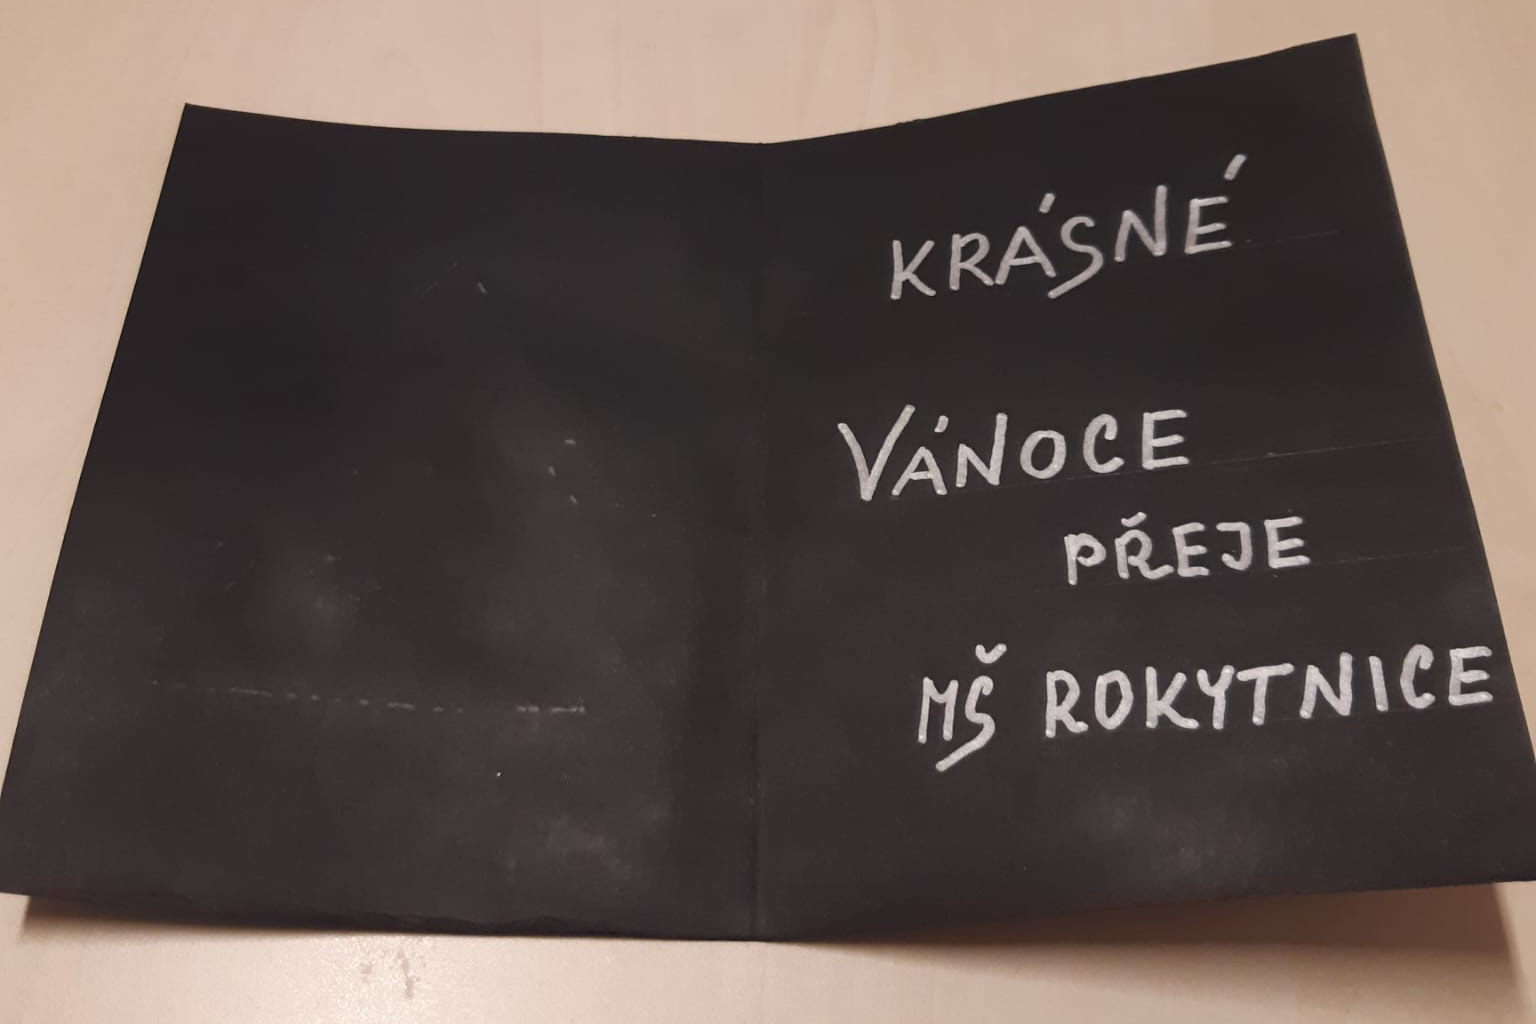 KRÁSNÉ
VÁNOCE
PŘEJE
MŠ ROKYTNICE